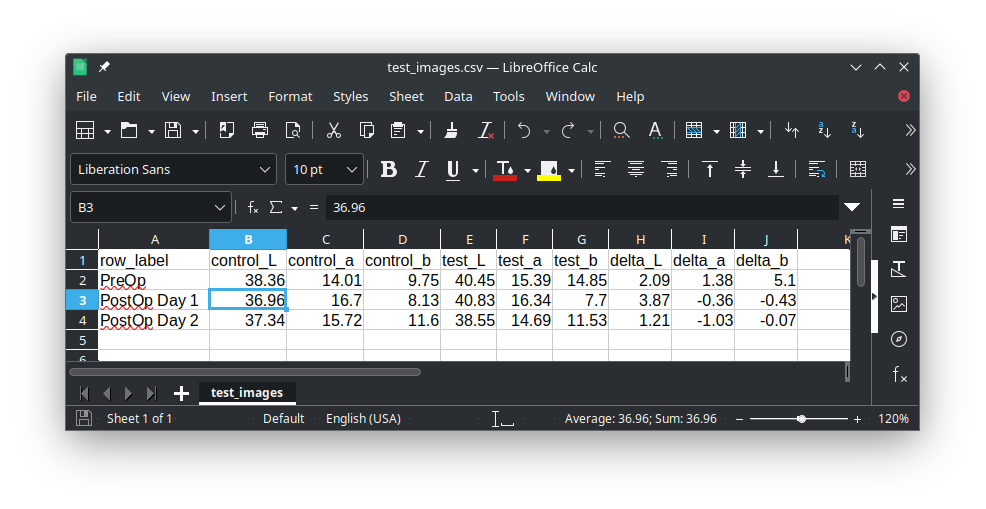 test_images.csv — LibreOffice Calc
File Edit View Insert Format Styles Sheet Data Tools Window Help
Liberation Sans 10 pt B I U
B3 fx Σ = 36.96
A B C D E F G H I J K
1 row_label control_L control_a control_b test_L test_a test_b delta_L delta_a delta_b
2 PreOp 38.36 14.01 9.75 40.45 15.39 14.85 2.09 1.38 5.1
3 PostOp Day 1 36.96 16.7 8.13 40.83 16.34 7.7 3.87 -0.36 -0.43
4 PostOp Day 2 37.34 15.72 11.6 38.55 14.69 11.53 1.21 -1.03 -0.07
5
6
test_images
Sheet 1 of 1 Default English (USA) Average: 36.96; Sum: 36.96 120%